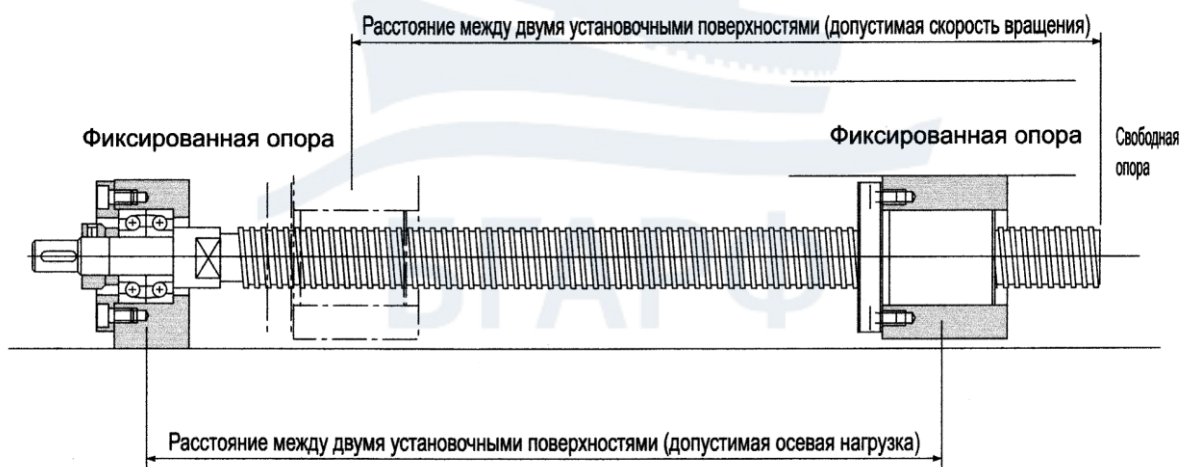 Расстояние между двумя установочными поверхностями (допустимая скорость вращения)
Фиксированная опора
Фиксированная опора
Свободная
опора
БГАРФ
Расстояние между двумя установочными поверхностями (допустимая осевая нагрузка)